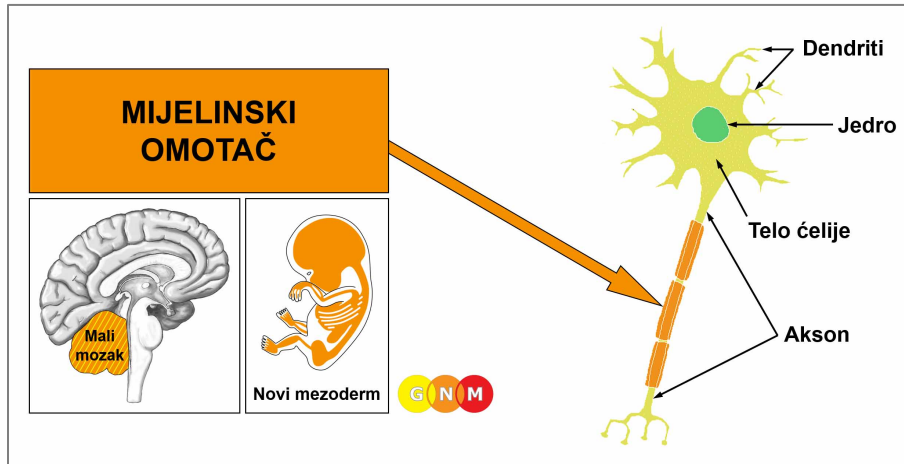 MIJELINSKI
OMOTAČ
Mali
mozak
Novi mezoderm
G N M
Dendriti
Jedro
Telo ćelije
Akson